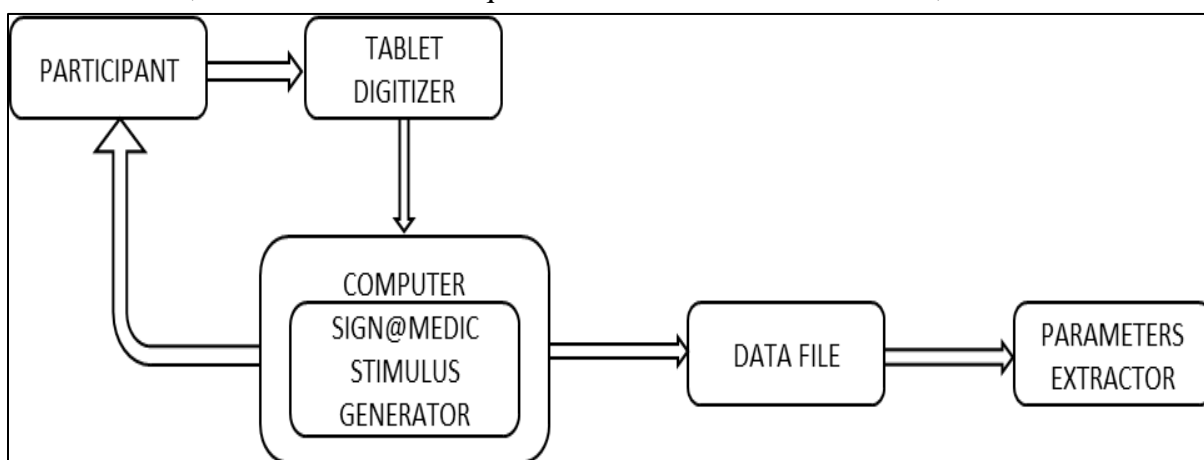 PARTICIPANT
TABLET
DIGITIZER
COMPUTER
SIGN@MEDIC
STIMULUS
GENERATOR
DATA FILE
PARAMETERS
EXTRACTOR